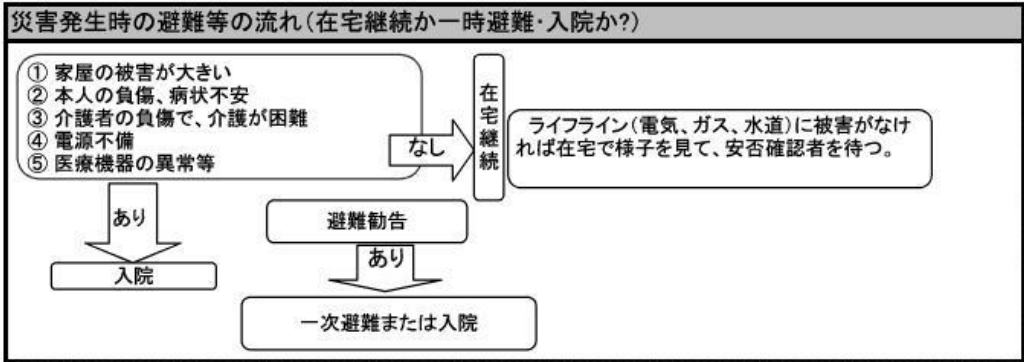 災害発生時の避難等の流れ(在宅継続か一時避難・入院か?)
① 家屋の被害が大きい
② 本人の負傷、病状不安
③ 介護者の負傷で、介護が困難
④ 電源不備
⑤ 医療機器の異常等
なし
在宅継続
ライフライン(電気、ガス、水道)に被害がなけ
れば在宅で様子を見て、安否確認者を待つ。
あり
入院
避難勧告
あり
一次避難または入院